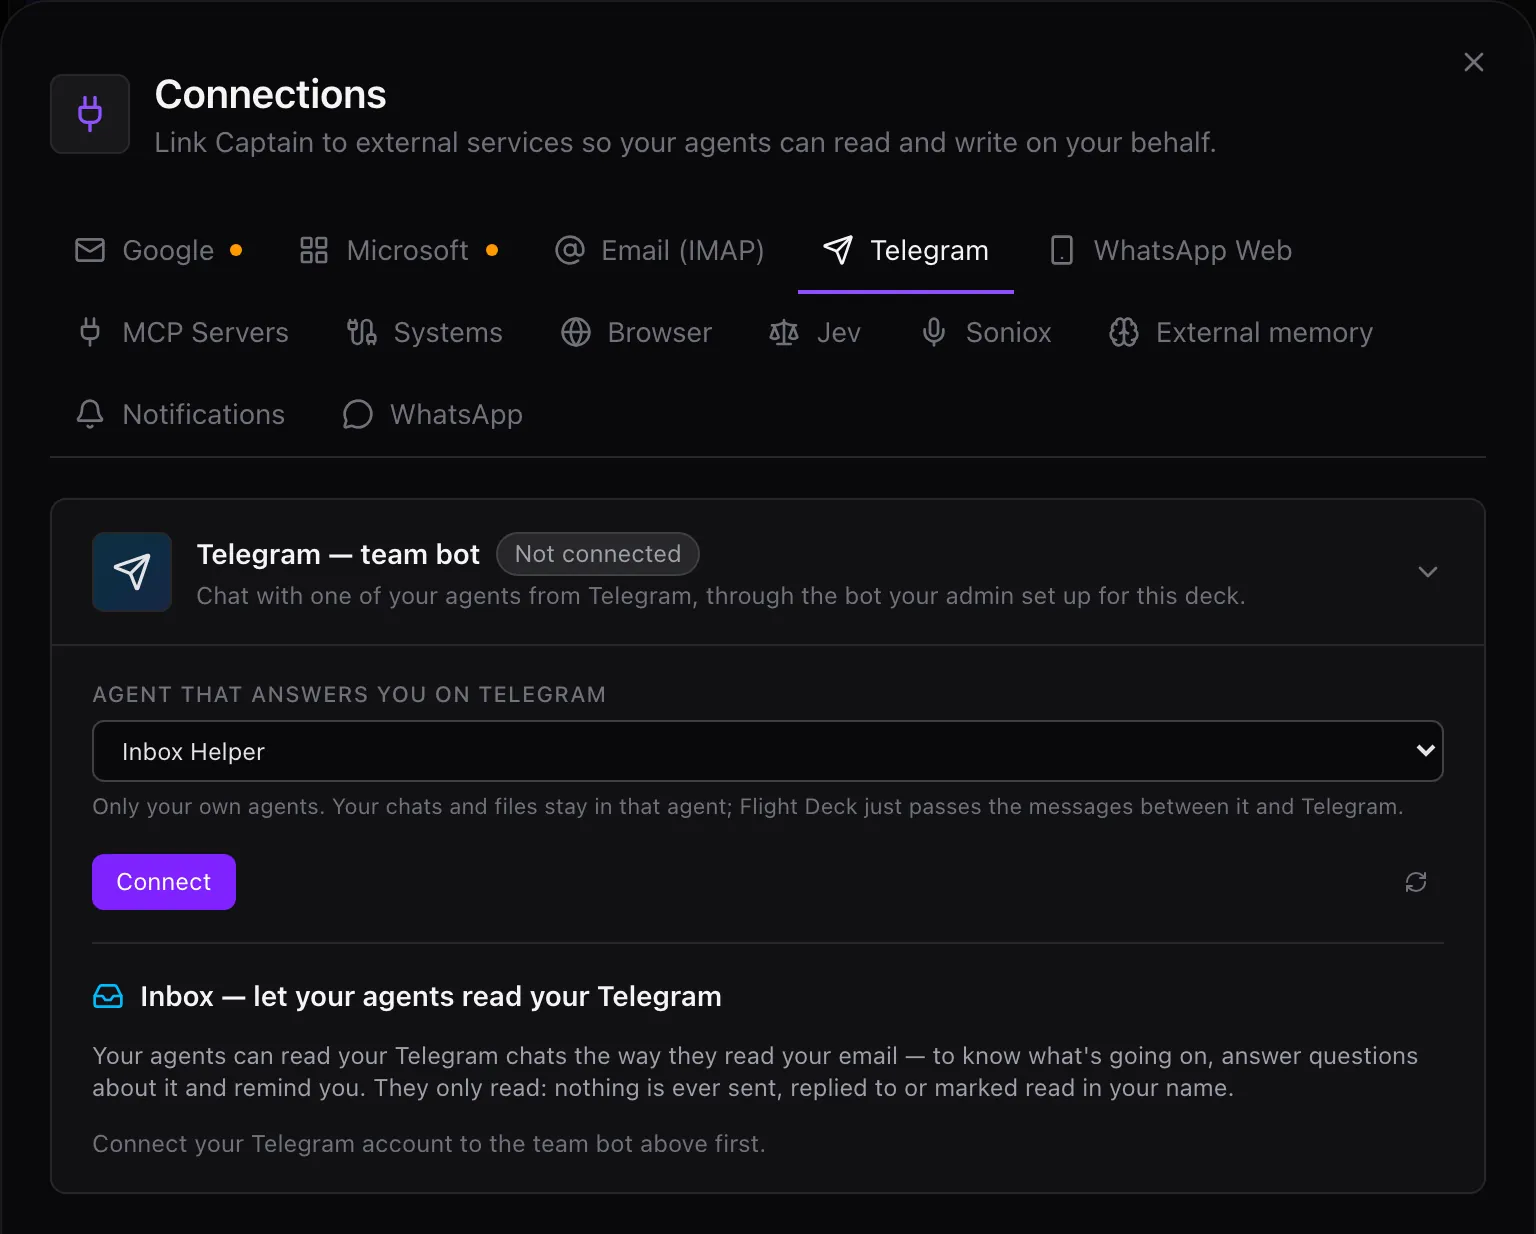 Connections
Link Captain to external services so your agents can read and write on your behalf.
Google
Microsoft
Email (IMAP)
Telegram
WhatsApp Web
MCP Servers
Systems
Browser
Jev
Soniox
External memory
Notifications
WhatsApp
Telegram — team bot
Not connected
Chat with one of your agents from Telegram, through the bot your admin set up for this deck.
AGENT THAT ANSWERS YOU ON TELEGRAM
Inbox Helper
Only your own agents. Your chats and files stay in that agent; Flight Deck just passes the messages between it and Telegram.
Connect
Inbox — let your agents read your Telegram
Your agents can read your Telegram chats the way they read your email — to know what's going on, answer questions
about it and remind you. They only read: nothing is ever sent, replied to or marked read in your name.
Connect your Telegram account to the team bot above first.